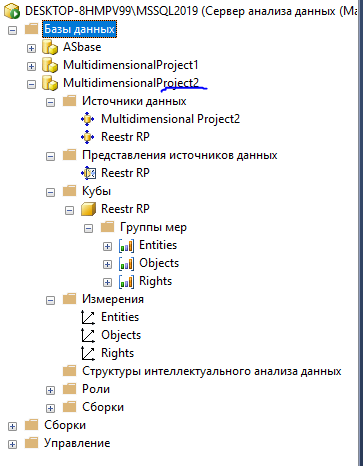 DESKTOP-8HMPV99\MSSQL2019 (Сервер анализа данных (Ма
Базы данных
ASbase
MultidimensionalProject1
MultidimensionalProject2
Источники данных
Multidimensional Project2
Reestr RP
Представления источников данных
Reestr RP
Кубы
Reestr RP
Группы мер
Entities
Objects
Rights
Измерения
Entities
Objects
Rights
Структуры интеллектуального анализа данных
Роли
Сборки
Сборки
Управление